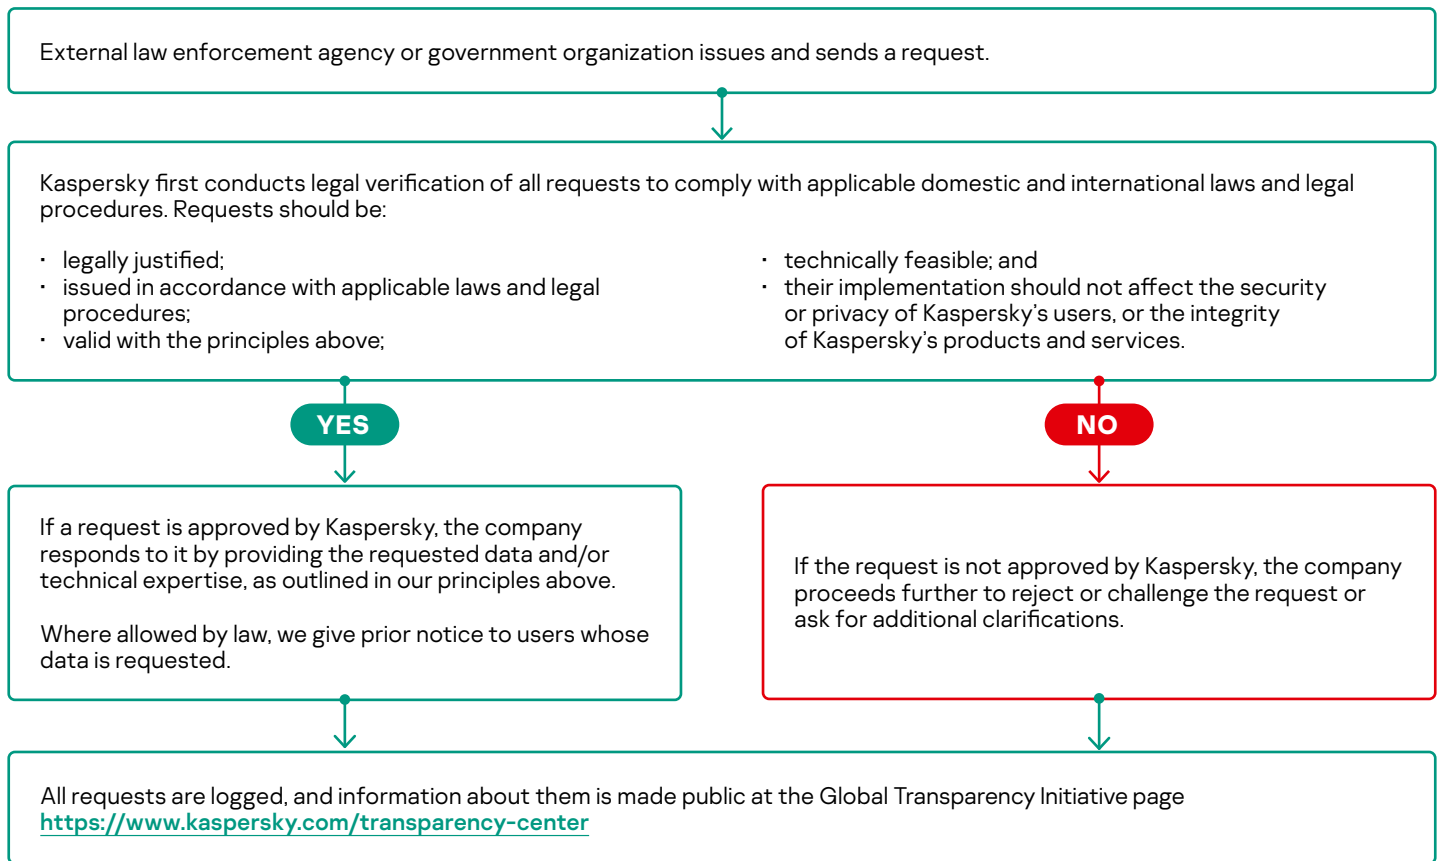 External law enforcement agency or government organization issues and sends a request.
Kaspersky first conducts legal verification of all requests to comply with applicable domestic and international laws and legal
procedures. Requests should be:
· legally justified;
· issued in accordance with applicable laws and legal
procedures;
· valid with the principles above;
· technically feasible; and
· their implementation should not affect the security
or privacy of Kaspersky’s users, or the integrity
of Kaspersky’s products and services.
YES
NO
If a request is approved by Kaspersky, the company
responds to it by providing the requested data and/or
technical expertise, as outlined in our principles above.
Where allowed by law, we give prior notice to users whose
data is requested.
If the request is not approved by Kaspersky, the company
proceeds further to reject or challenge the request or
ask for additional clarifications.
All requests are logged, and information about them is made public at the Global Transparency Initiative page
https://www.kaspersky.com/transparency-center